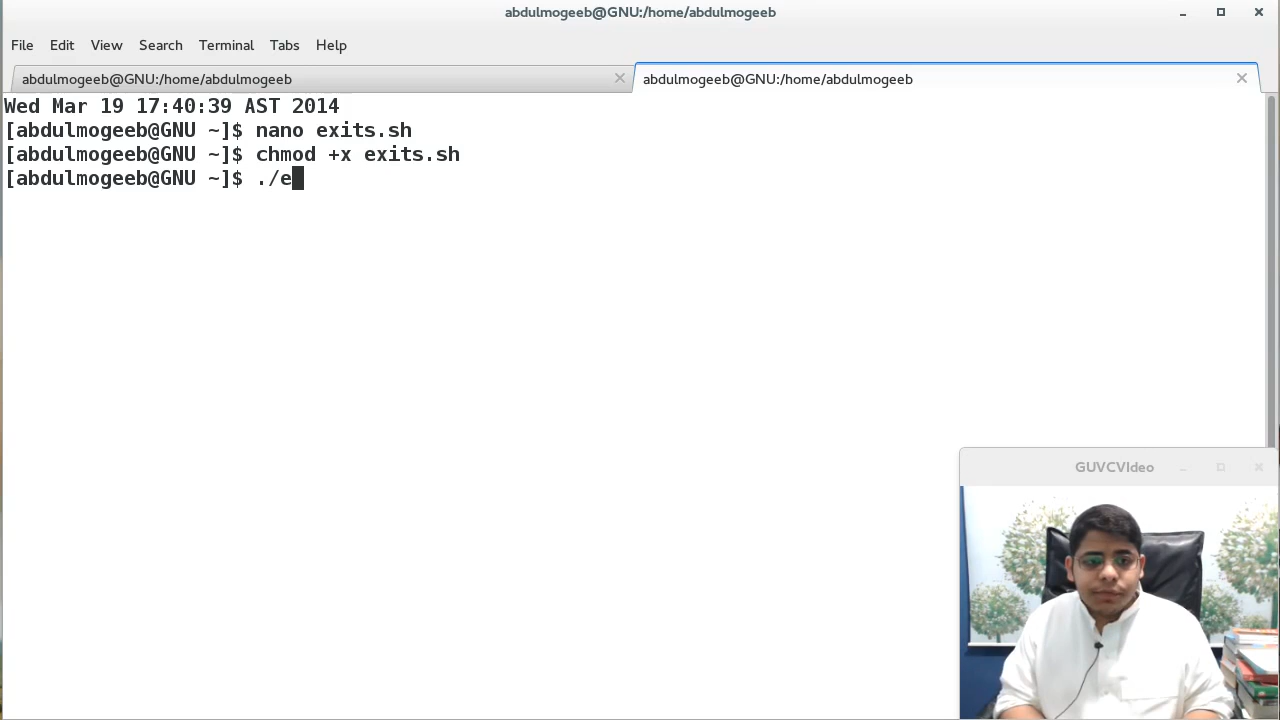 abdulmogeeb@GNU:/home/abdulmogeeb
File Edit View Search Terminal Tabs Help
abdulmogeeb@GNU:/home/abdulmogeeb abdulmogeeb@GNU:/home/abdulmogeeb
Wed Mar 19 17:40:39 AST 2014
[abdulmogeeb@GNU ~]$ nano exits.sh
[abdulmogeeb@GNU ~]$ chmod +x exits.sh
[abdulmogeeb@GNU ~]$ ./e
GUVCVIdeo